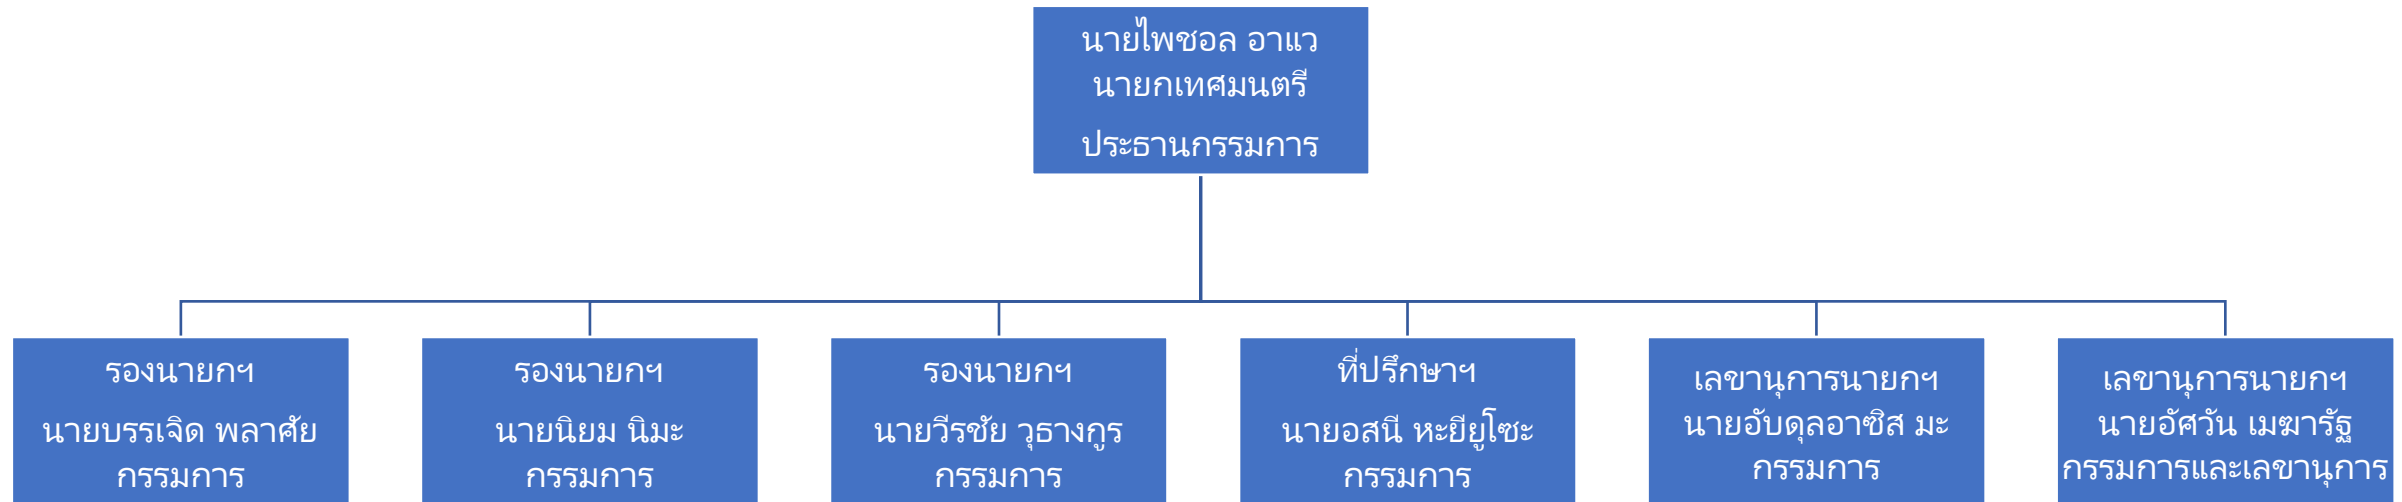 นายไพซอล อาแว
นายกเทศมนตรี
ประธานกรรมการ
รองนายกฯ
นายบรรเจิด พลาศัย
กรรมการ
รองนายกฯ
นายนิยม นิมะ
กรรมการ
รองนายกฯ
นายวีรชัย วุธางกูร
กรรมการ
ที่ปรึกษาฯ
นายอสนี หะยียูโซะ
กรรมการ
เลขานุการนายกฯ
นายอับดุลอาซิส มะ
กรรมการ
เลขานุการนายกฯ
นายอัศวัน เมฆารัฐ
กรรมการและเลขานุการ